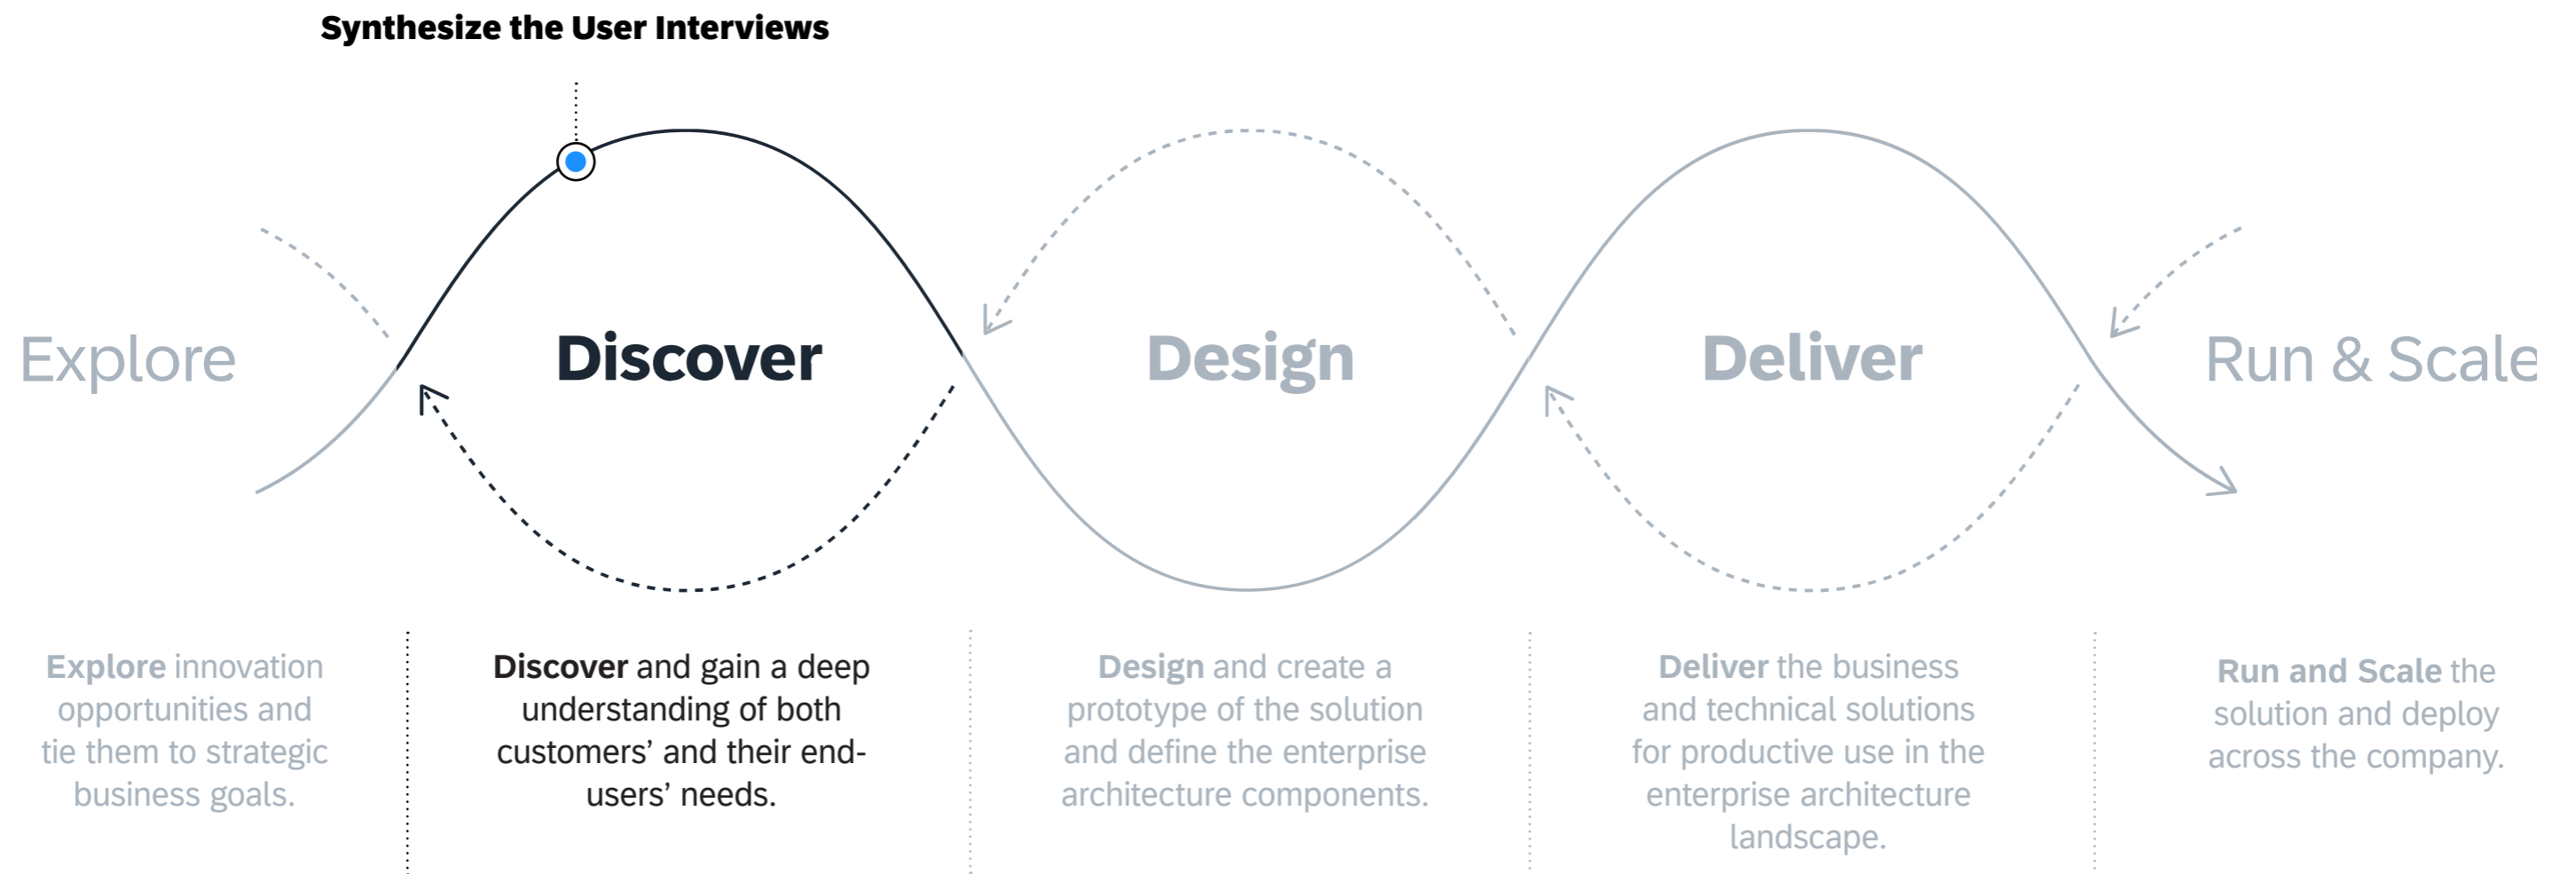 Synthesize the User Interviews
Explore
Discover
Design
Deliver
Run & Scale
Explore innovation
opportunities and
tie them to strategic
business goals.
Discover and gain a deep
understanding of both
customers’ and their end-
users’ needs.
Design and create a
prototype of the solution
and define the enterprise
architecture components.
Deliver the business
and technical solutions
for productive use in the
enterprise architecture
landscape.
Run and Scale the
solution and deploy
across the company.